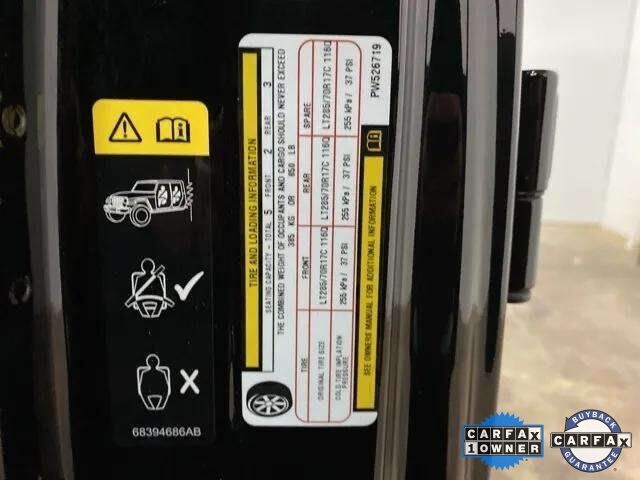 TIRE AND LOADING INFORMATION
SEATING CAPACITY - TOTAL 5 FRONT 2 REAR 3
THE COMBINED WEIGHT OF OCCUPANTS AND CARGO SHOULD NEVER EXCEED
385 KG OR 850 LB
TIRE FRONT REAR SPARE
ORIGINAL TIRE SIZE LT285/70R17C 116Q LT285/70R17C 116Q LT285/70R17C 116Q
COLD TIRE INFLATION PRESSURE 255 kPa / 37 PSI 255 kPa / 37 PSI 255 kPa / 37 PSI
SEE OWNERS MANUAL FOR ADDITIONAL INFORMATION
PW526719
68394686AB
CARFAX
1 OWNER
BUYBACK
CARFAX
GUARANTEE